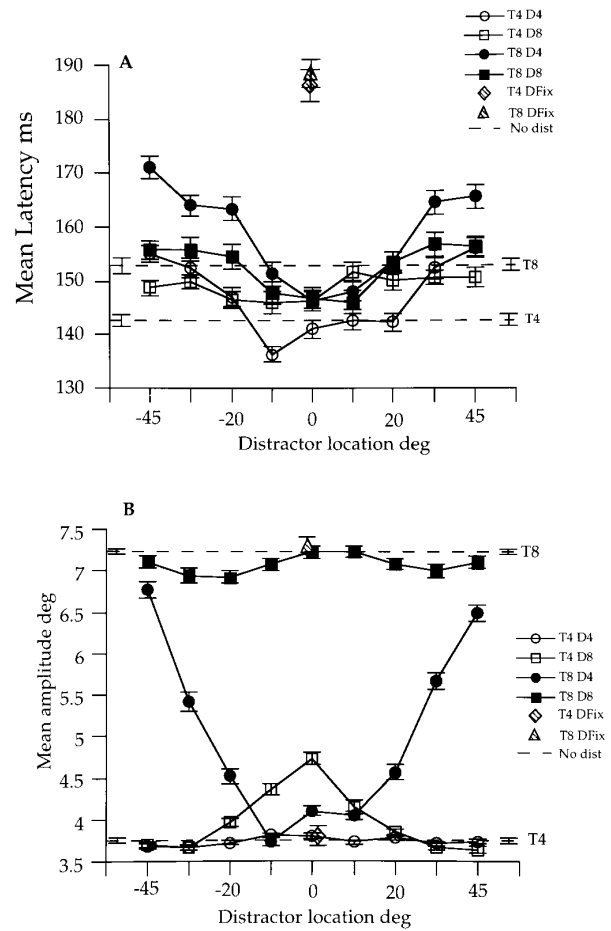 T4 D4
T4 D8
T8 D4
T8 D8
T4 DFix
T8 DFix
No dist
A
190
180
170
160
150
140
130
Mean Latency ms
T8
T4
-45 -20 0 20 45
Distractor location deg
B
7.5
7
6.5
6
5.5
5
4.5
4
3.5
Mean amplitude deg
T8
T4 D4
T4 D8
T8 D4
T8 D8
T4 DFix
T8 DFix
No dist
T4
-45 -20 0 20 45
Distractor location deg